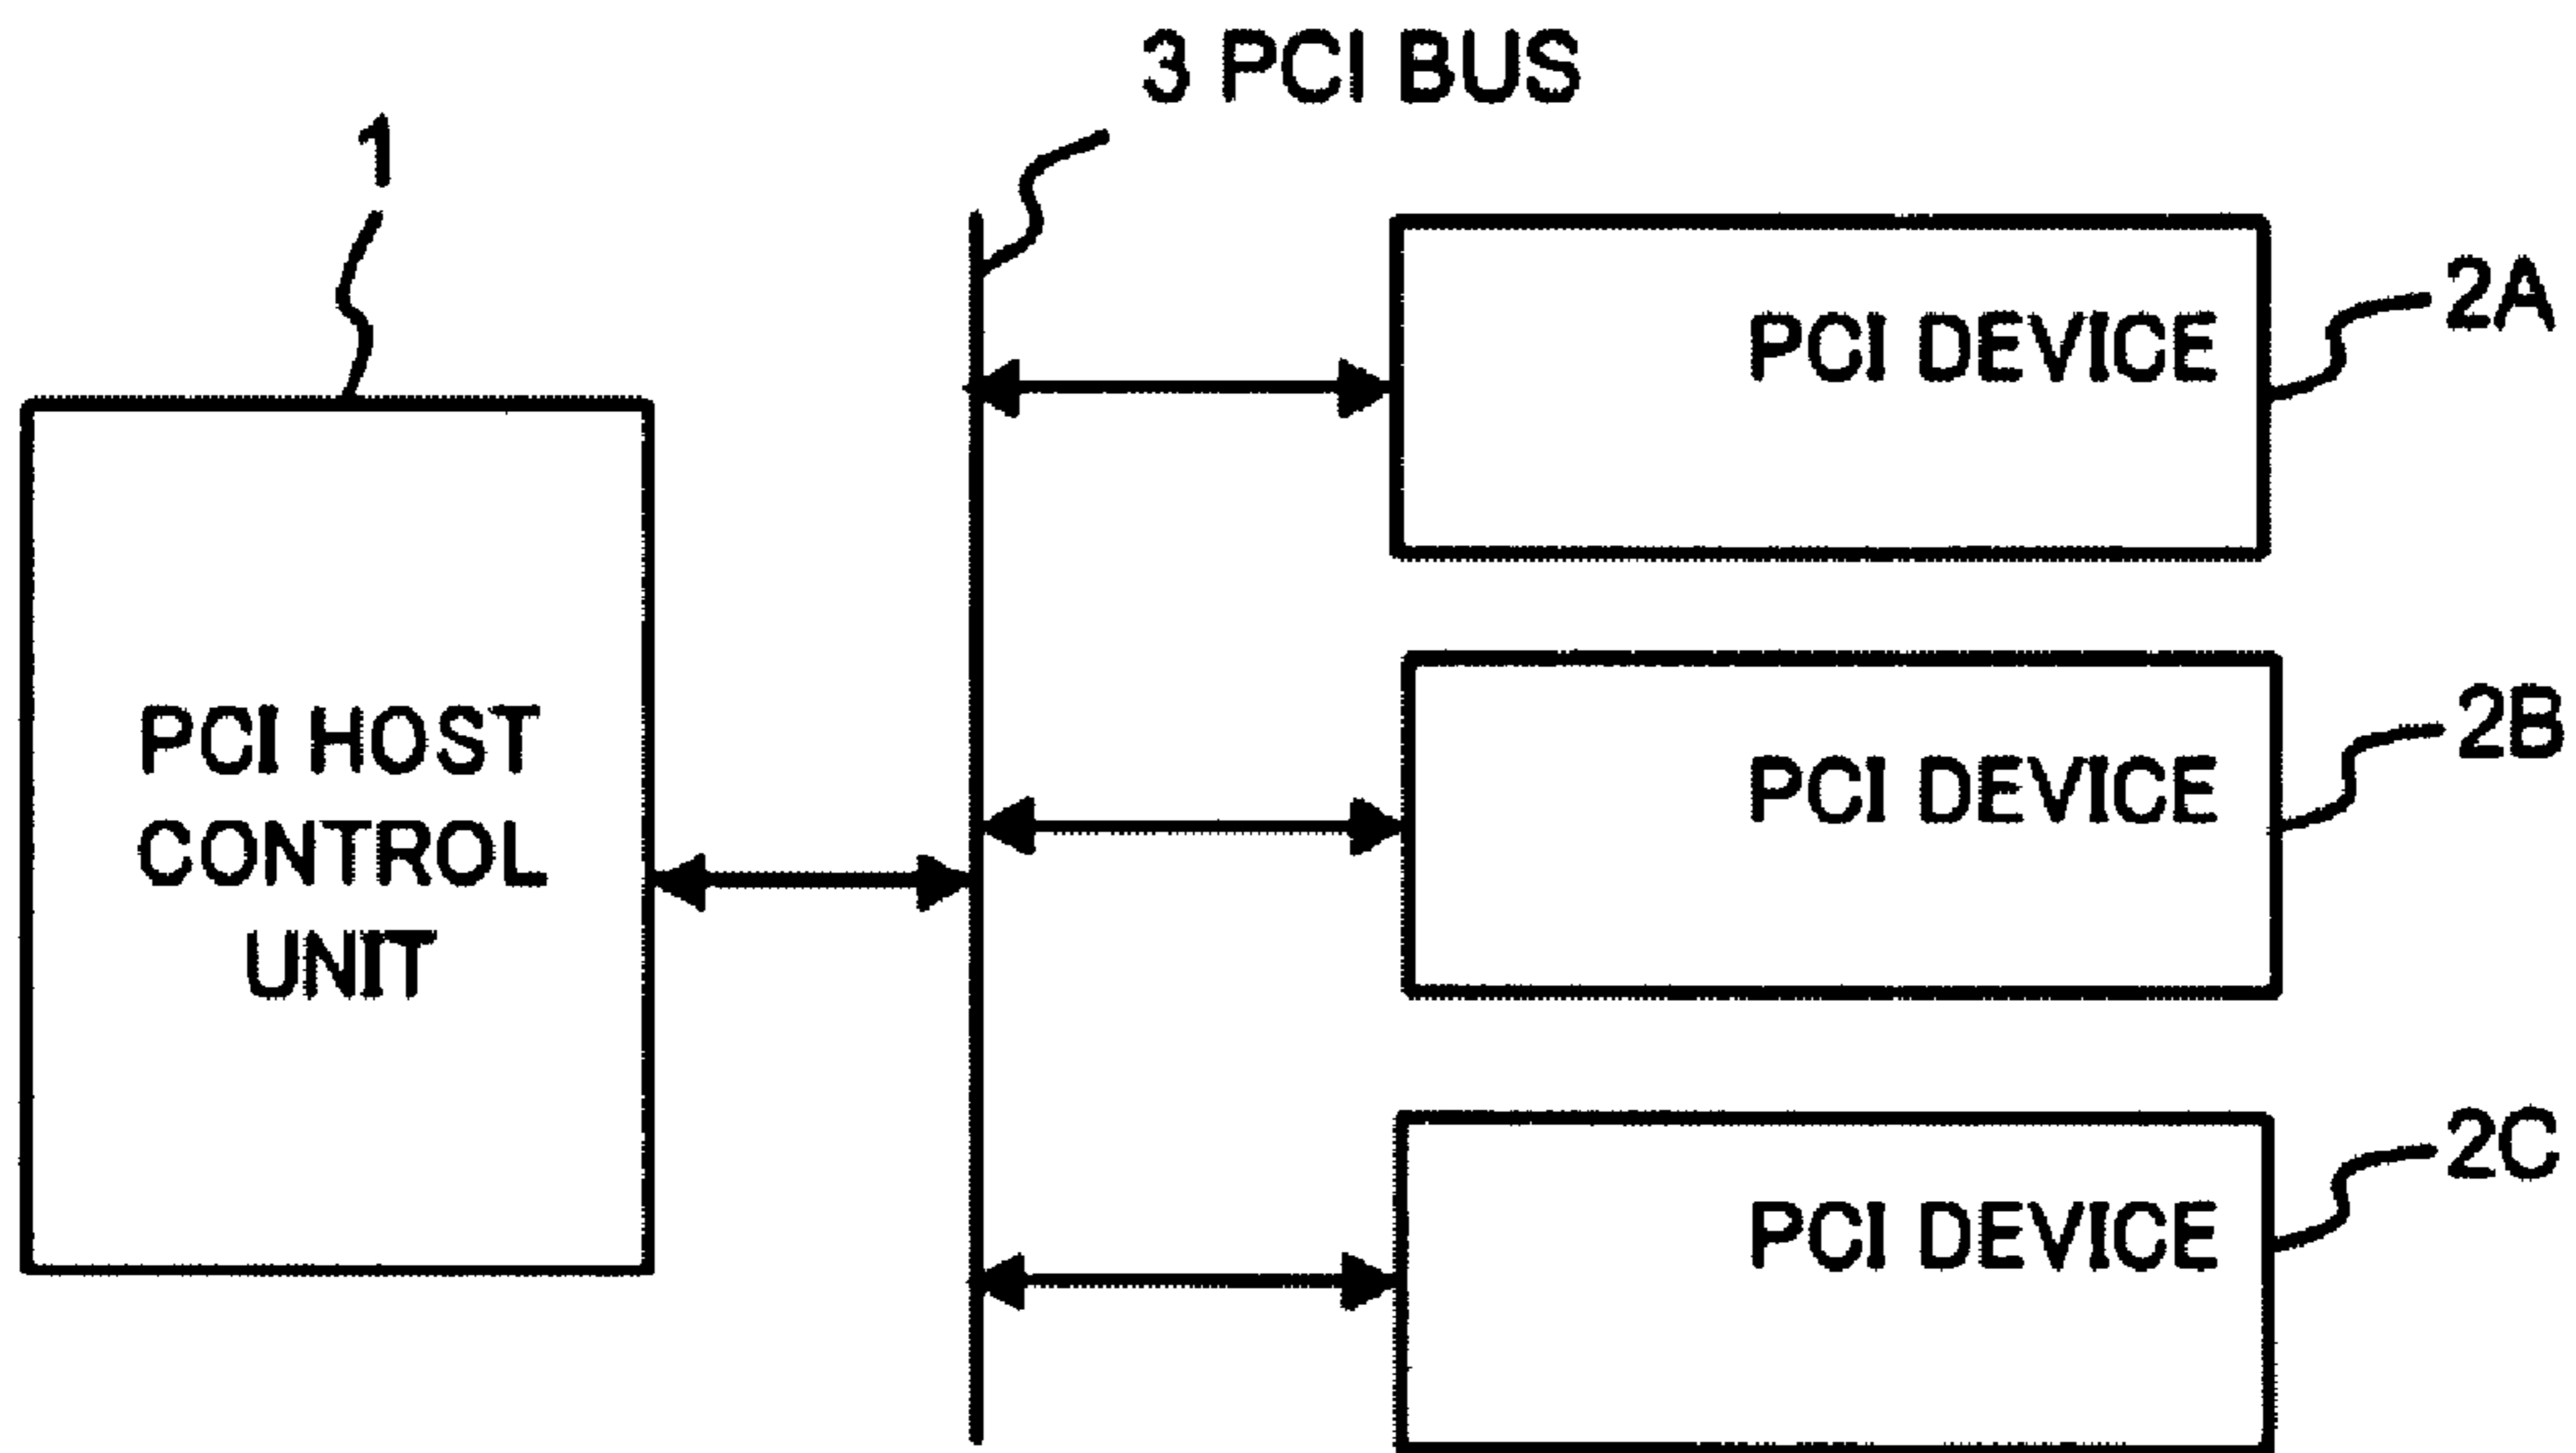 3 PCI BUS
1
PCI HOST
CONTROL
UNIT
PCI DEVICE
2A
PCI DEVICE
2B
PCI DEVICE
2C